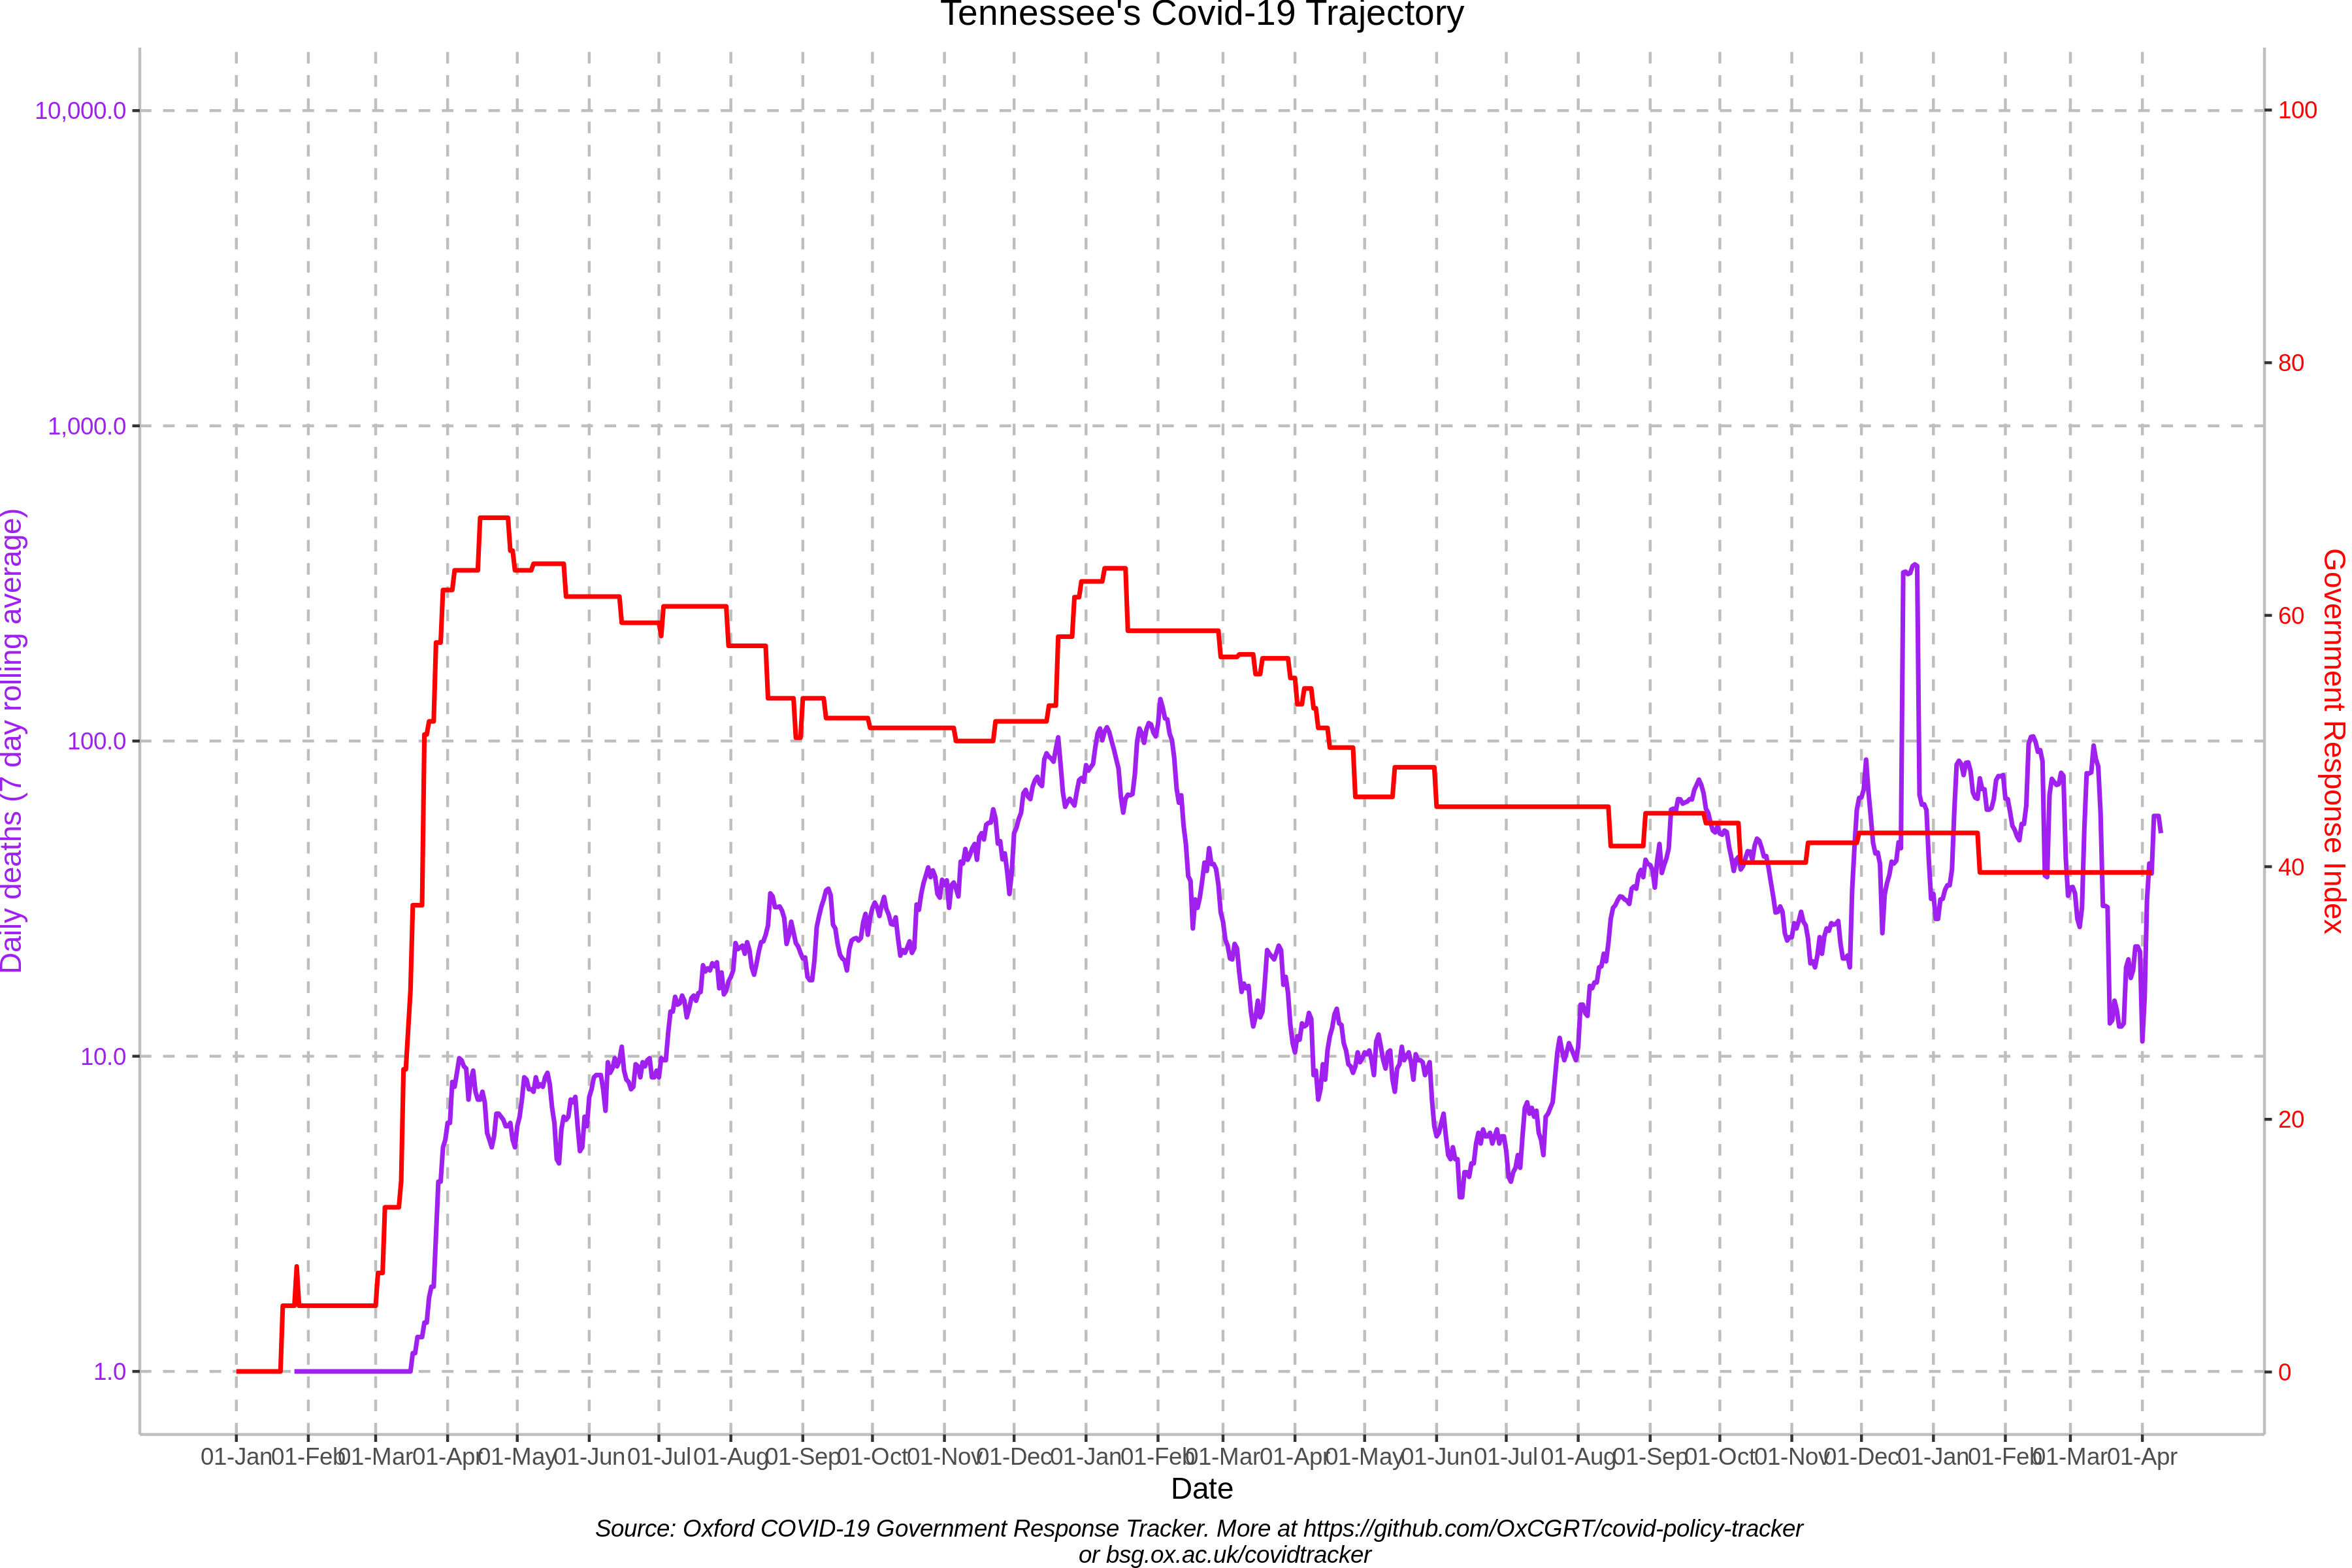 Tennessee's Covid-19 Trajectory
10,000.0
1,000.0
100.0
10.0
1.0
Daily deaths (7 day rolling average)
100
80
60
40
20
0
Government Response Index
01-Jan 01-Feb 01-Mar 01-Apr 01-May 01-Jun 01-Jul 01-Aug 01-Sep 01-Oct 01-Nov 01-Dec 01-Jan 01-Feb 01-Mar 01-Apr 01-May 01-Jun 01-Jul 01-Aug 01-Sep 01-Oct 01-Nov 01-Dec 01-Jan 01-Feb 01-Mar 01-Apr
Date
Source: Oxford COVID-19 Government Response Tracker. More at https://github.com/OxCGRT/covid-policy-tracker
or bsg.ox.ac.uk/covidtracker